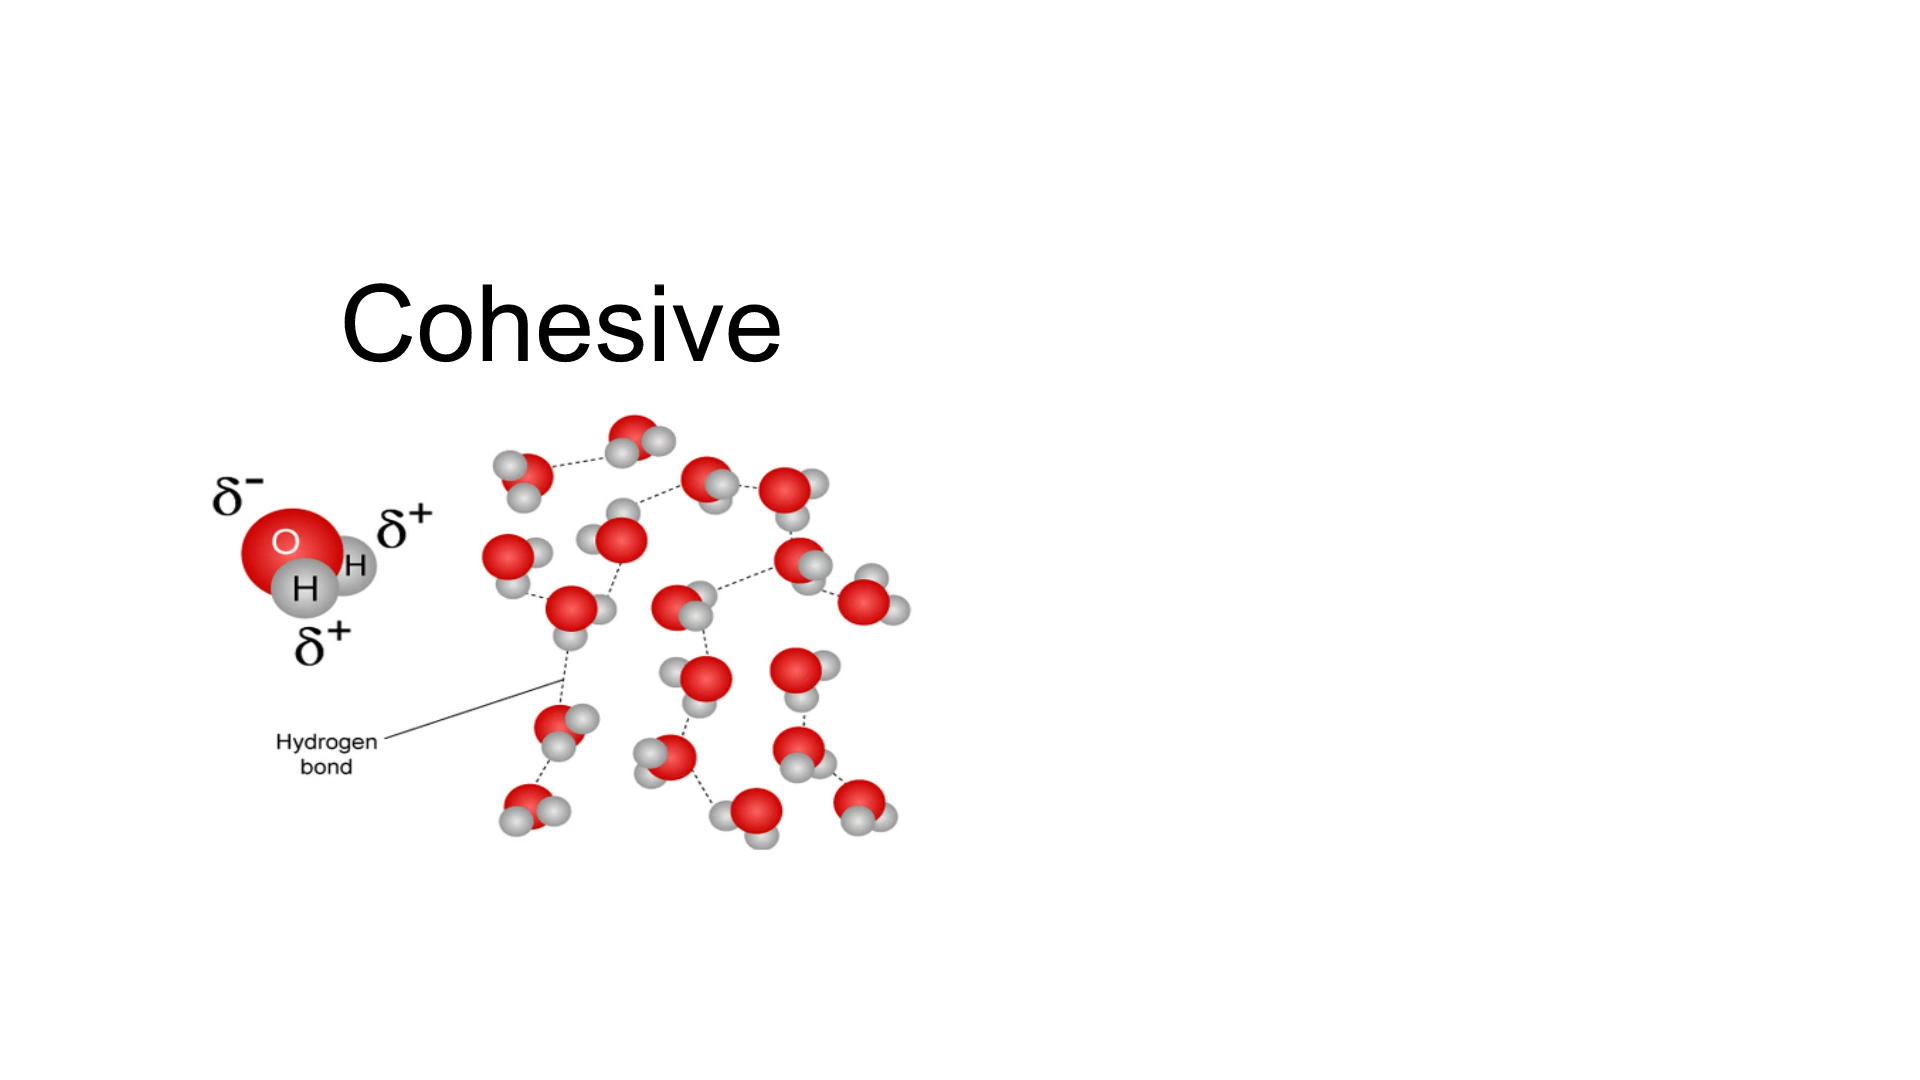 Cohesive
δ-
δ+
O
H
H
δ+
Hydrogen
bond